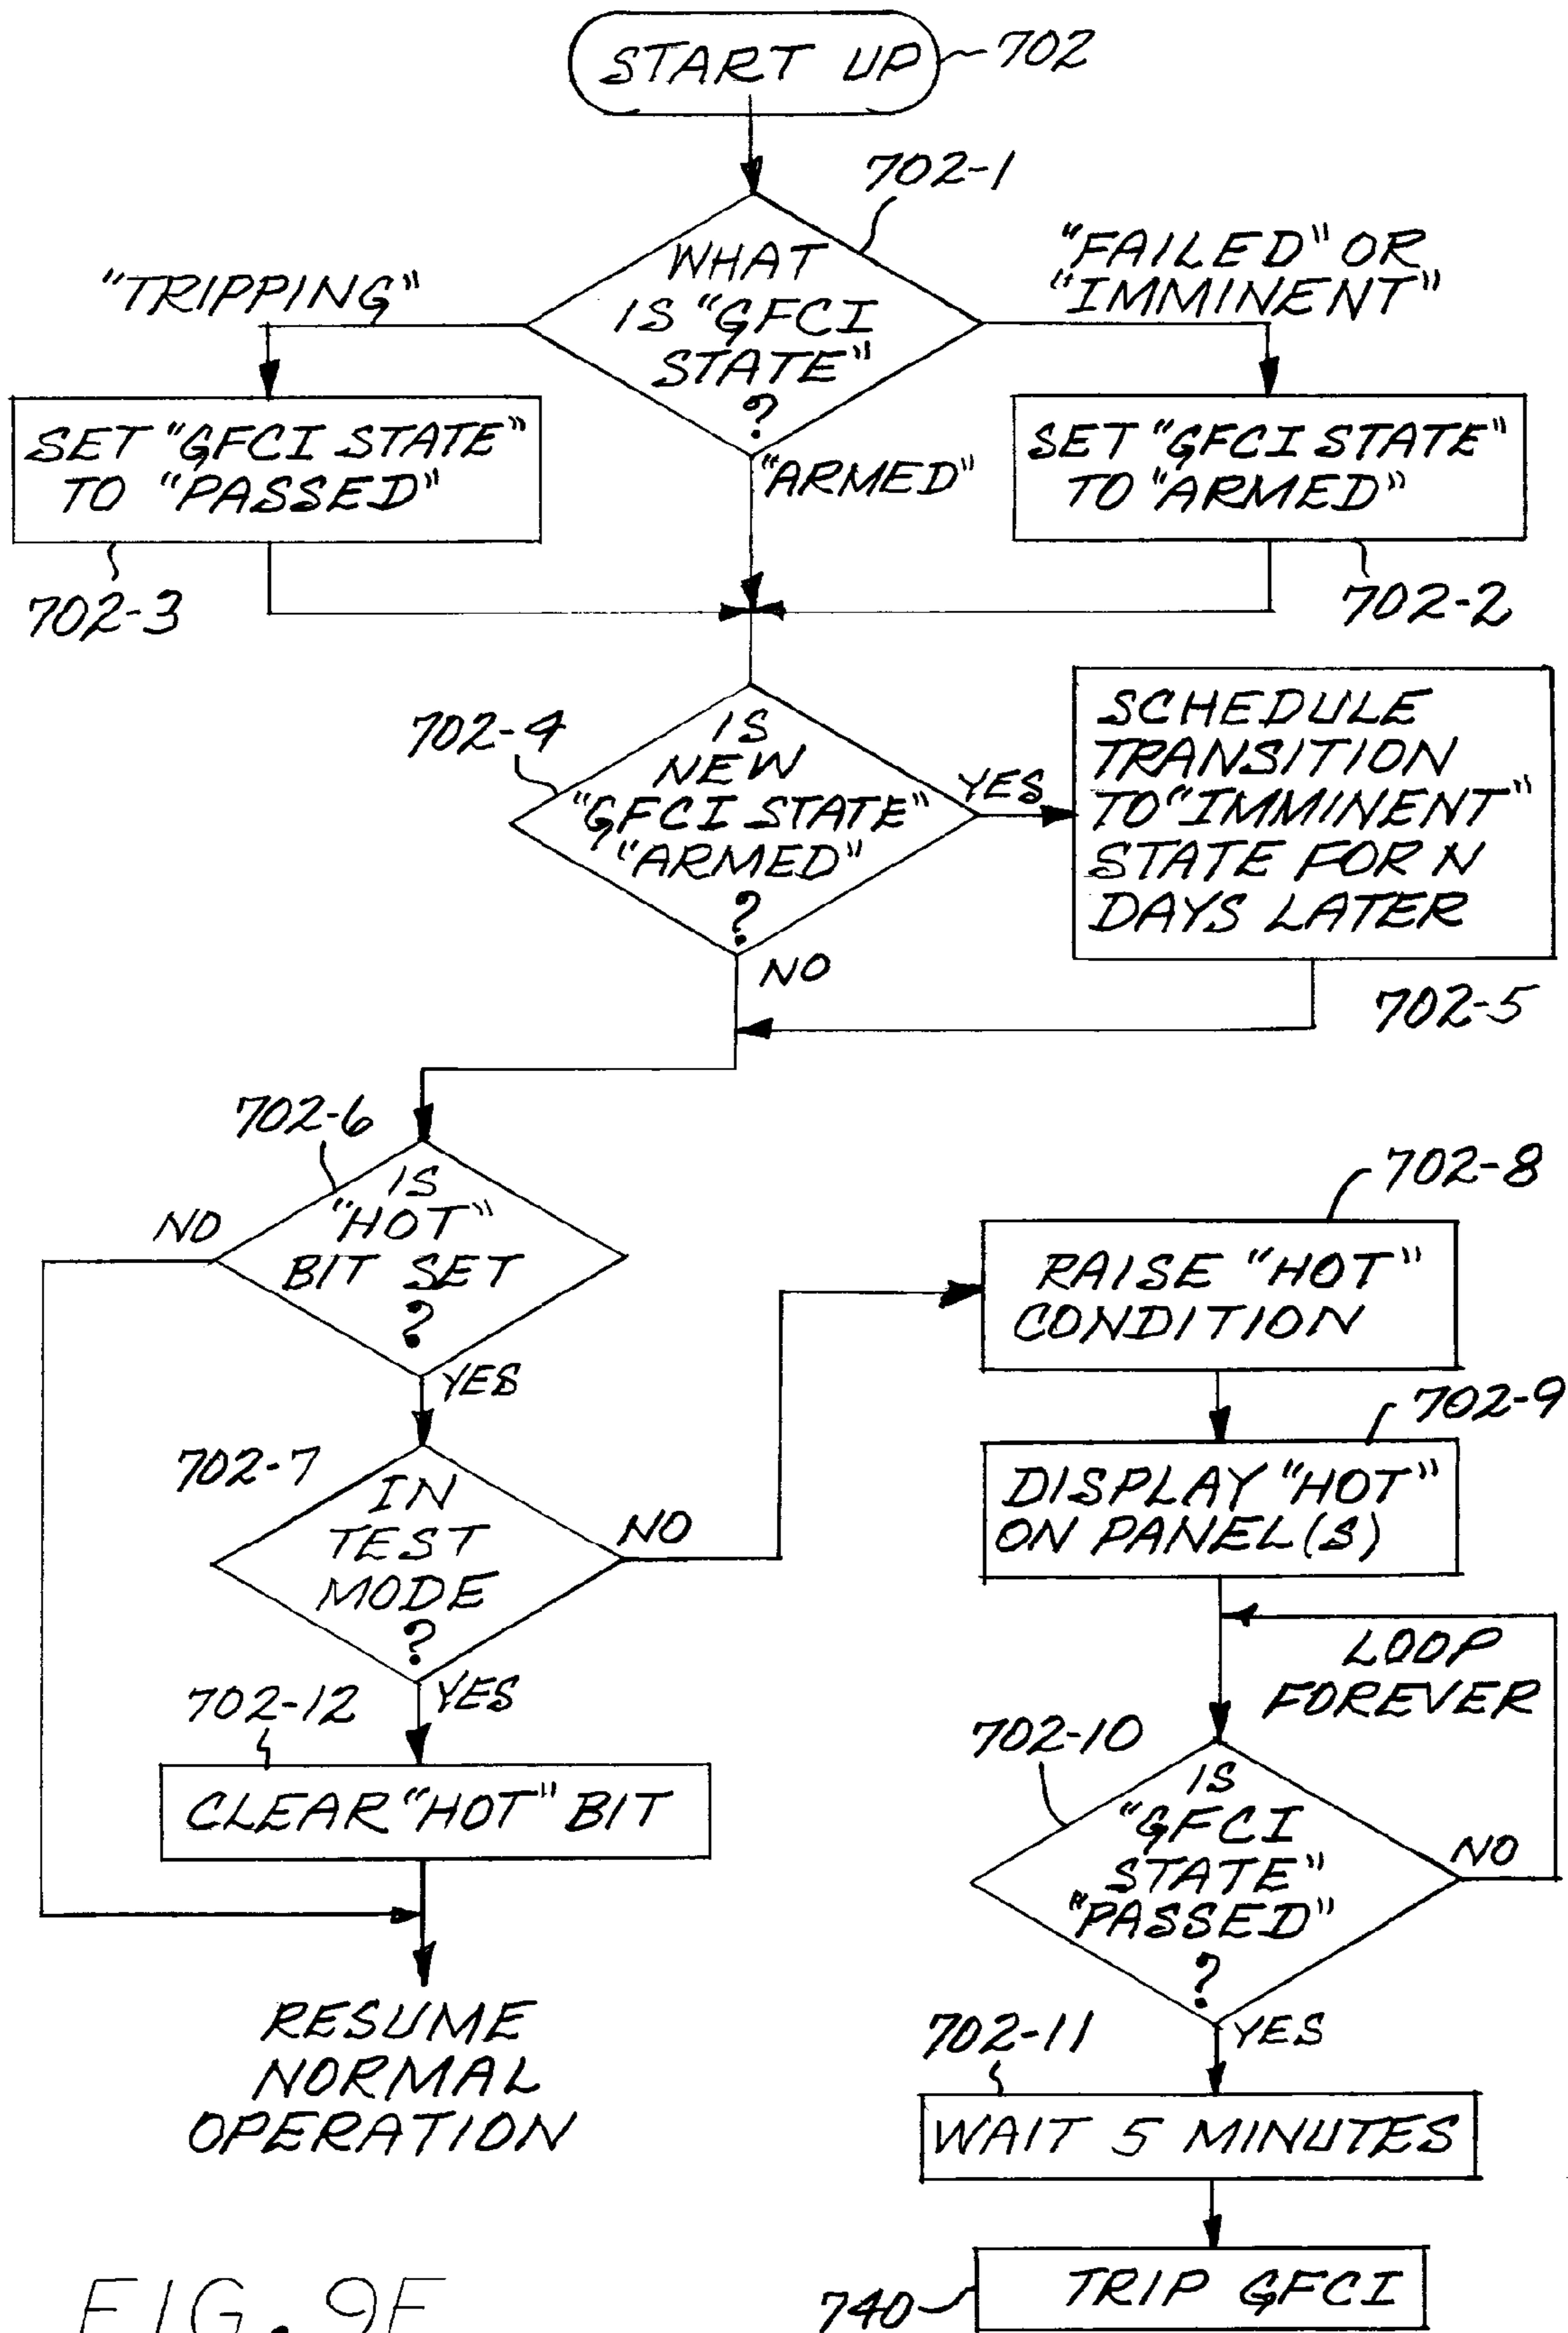 START UP
702
702-1
WHAT
IS "GFCI
STATE"
?
"TRIPPING"
"FAILED" OR
"IMMINENT"
"ARMED"
SET "GFCI STATE"
TO "PASSED"
702-3
SET "GFCI STATE"
TO "ARMED"
702-2
702-4
IS
NEW
"GFCI STATE"
"ARMED"
?
YES
NO
SCHEDULE
TRANSITION
TO "IMMINENT"
STATE FOR N
DAYS LATER
702-5
702-6
IS
"HOT"
BIT SET
?
NO
YES
702-7
IN
TEST
MODE
?
NO
YES
702-8
RAISE "HOT"
CONDITION
702-9
DISPLAY "HOT"
ON PANEL(S)
LOOP
FOREVER
702-12
CLEAR "HOT" BIT
RESUME
NORMAL
OPERATION
702-10
IS
"GFCI
STATE"
"PASSED"
?
NO
YES
702-11
WAIT 5 MINUTES
740
TRIP GFCI
FIG. 9F